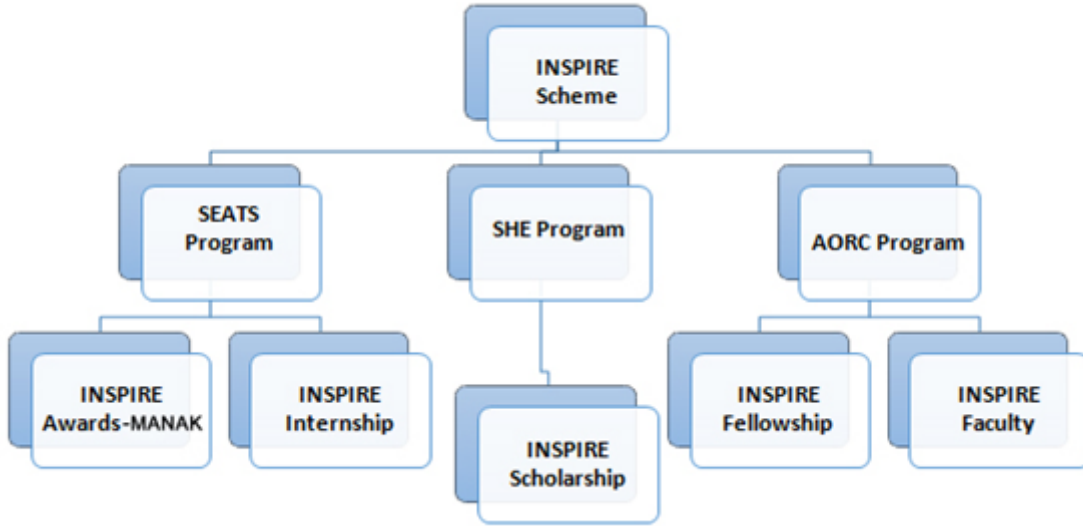 INSPIRE
Scheme
SEATS
Program
SHE Program
AORC Program
INSPIRE
Awards-MANAK
INSPIRE
Internship
INSPIRE
Scholarship
INSPIRE
Fellowship
INSPIRE
Faculty